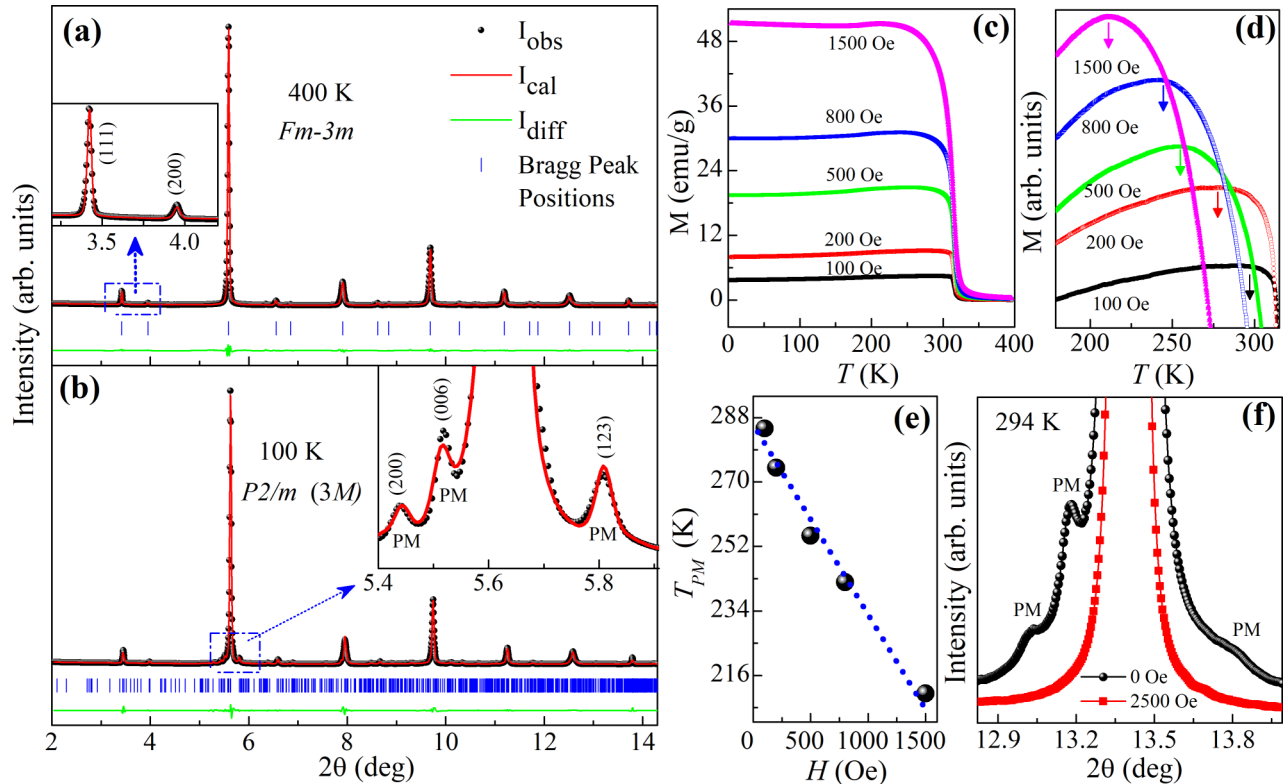 (a)
I_obs
I_cal
I_diff
Bragg Peak
Positions
400 K
Fm-3m
(111)
(200)
3.5 4.0
Intensity (arb. units)
(b)
100 K
P2/m (3M)
(200)
PM
(006)
PM
(123)
PM
5.4 5.6 5.8
2 4 6 8 10 12 14
2θ (deg)
(c)
48
36
24
12
0
M (emu/g)
1500 Oe
800 Oe
500 Oe
200 Oe
100 Oe
0 100 200 300 400
T (K)
(d)
M (arb. units)
1500 Oe
800 Oe
500 Oe
200 Oe
100 Oe
200 250 300
T (K)
(e)
288
270
252
234
216
T_PM (K)
0 500 1000 1500
H (Oe)
(f)
294 K
Intensity (arb. units)
PM
PM
PM
0 Oe
2500 Oe
12.9 13.2 13.5 13.8
2θ (deg)